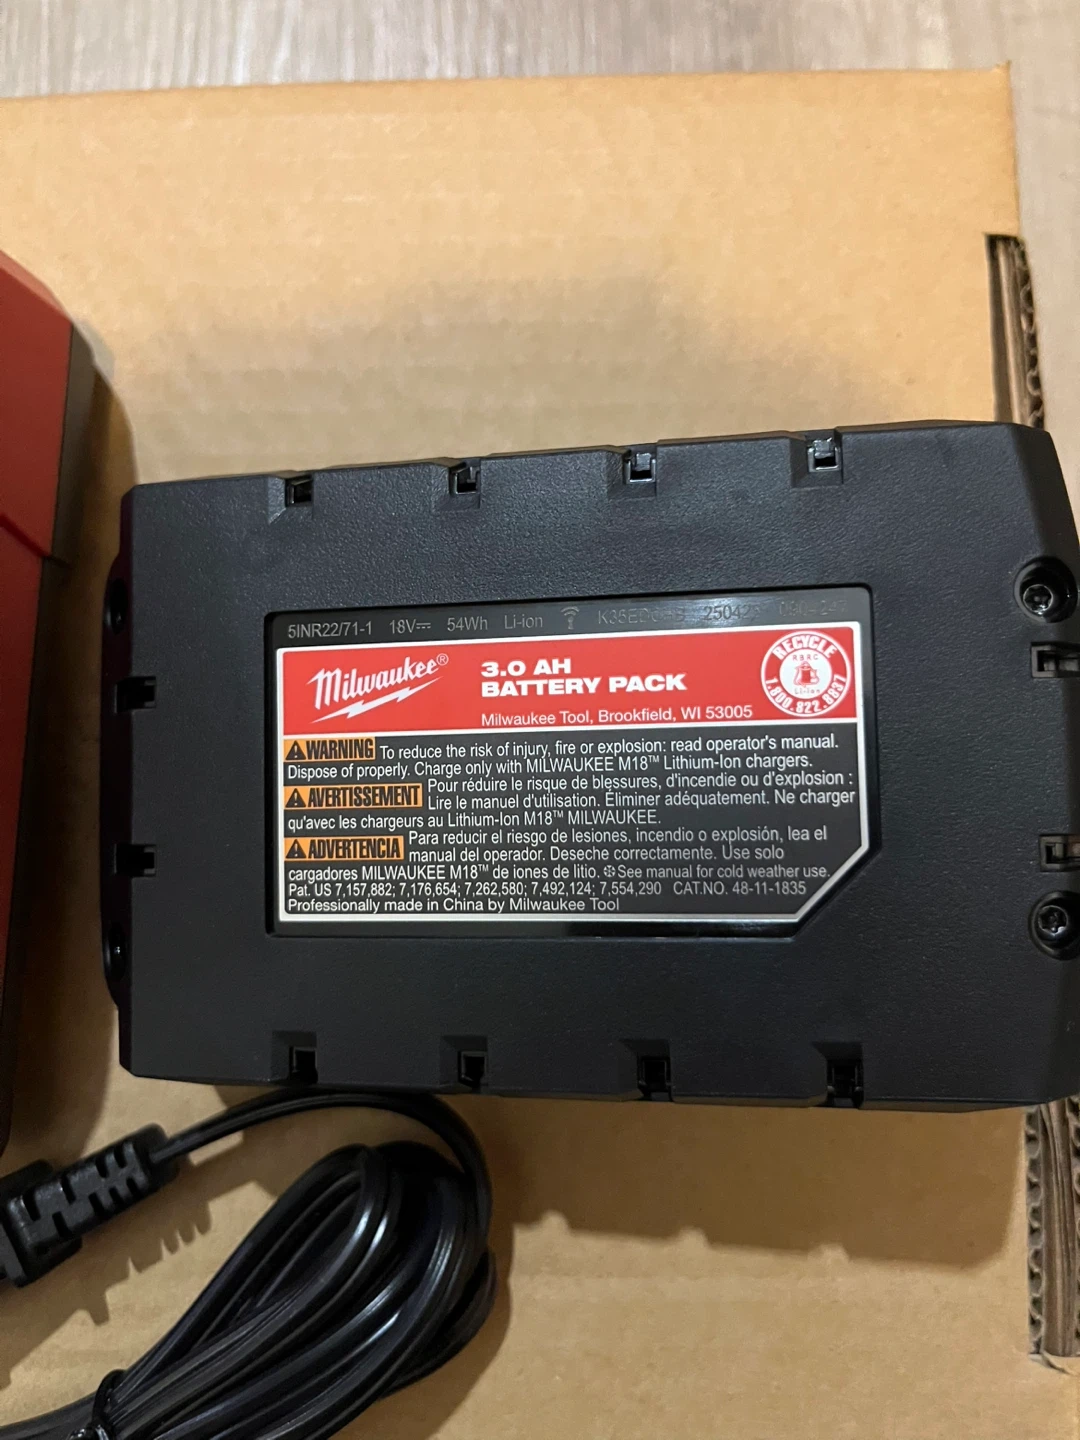 5INR22/71-1 18V⎓ 54Wh Li-ion
Milwaukee®
3.0 AH
BATTERY PACK
Milwaukee Tool, Brookfield, WI 53005
RECYCLE
RBRC
Li-Ion
1.800.822.8837
WARNING To reduce the risk of injury, fire or explosion: read operator's manual.
Dispose of properly. Charge only with MILWAUKEE M18™ Lithium-Ion chargers.
AVERTISSEMENT Pour réduire le risque de blessures, d'incendie ou d'explosion :
Lire le manuel d'utilisation. Éliminer adéquatement. Ne charger
qu'avec les chargeurs au Lithium-Ion M18™ MILWAUKEE.
ADVERTENCIA Para reducir el riesgo de lesiones, incendio o explosión, lea el
manual del operador. Deseche correctamente. Use solo
cargadores MILWAUKEE M18™ de iones de litio. ❄See manual for cold weather use.
Pat. US 7,157,882; 7,176,654; 7,262,580; 7,492,124; 7,554,290 CAT.NO. 48-11-1835
Professionally made in China by Milwaukee Tool